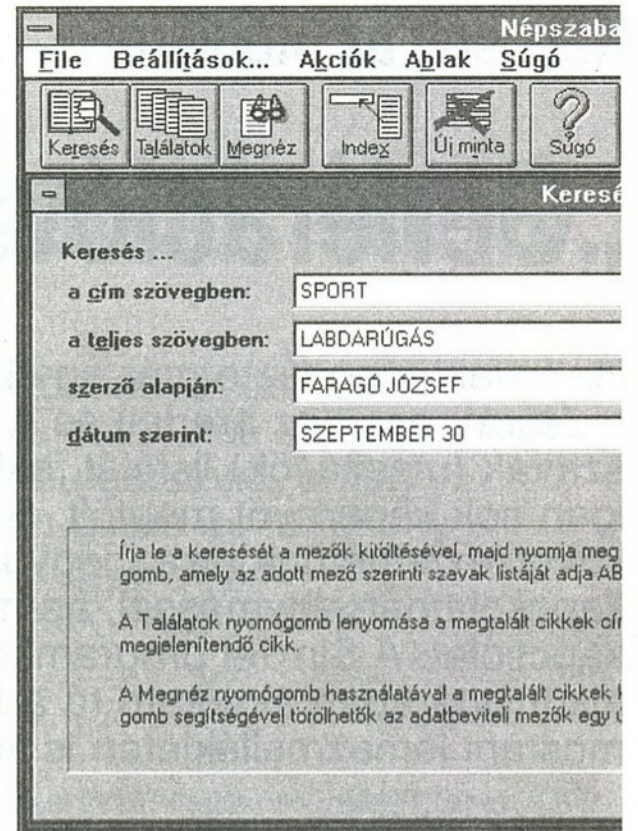 Népszaba
File Beállítások... Akciók Ablak Súgó
Keresés Találatok Megnéz Index Új minta Súgó
Keresé
Keresés ...
a cím szövegben: SPORT
a teljes szövegben: LABDARÚGÁS
szerző alapján: FARAGÓ JÓZSEF
dátum szerint: SZEPTEMBER 30
Írja le a keresését a mezők kitöltésével, majd nyomja meg
gomb, amely az adott mező szerinti szavak listáját adja AB
A Találatok nyomógomb lenyomása a megtalált cikkek cím
megjelenítendő cikk.
A Megnéz nyomógomb használatával a megtalált cikkek k
gomb segítségével törölhetők az adatbeviteli mezők egy ú